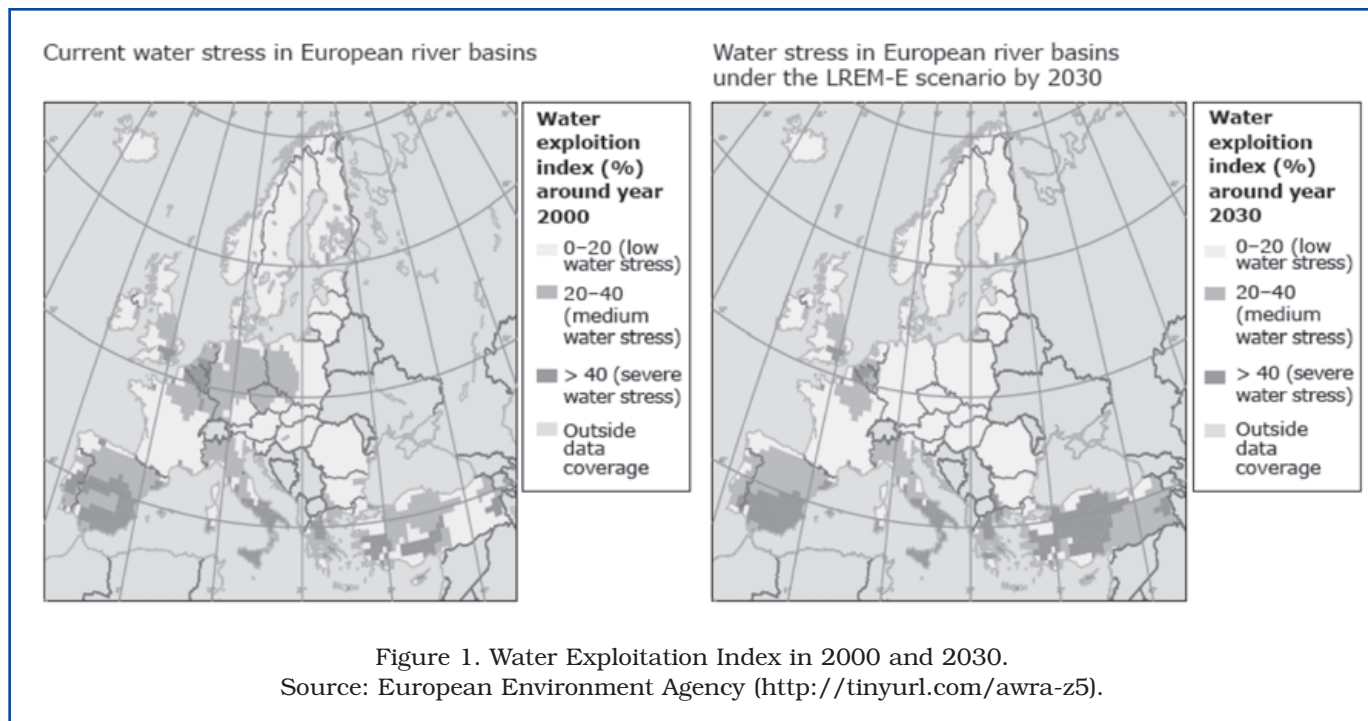 Current water stress in European river basins
Water
exploition
index (%)
around year
2000
0–20 (low
water stress)
20–40
(medium
water stress)
> 40 (severe
water stress)
Outside
data
coverage
Water stress in European river basins
under the LREM-E scenario by 2030
Water
exploition
index (%)
around year
2030
0–20 (low
water stress)
20–40
(medium
water stress)
> 40 (severe
water stress)
Outside
data
coverage
Figure 1. Water Exploitation Index in 2000 and 2030.
Source: European Environment Agency (http://tinyurl.com/awra-z5).